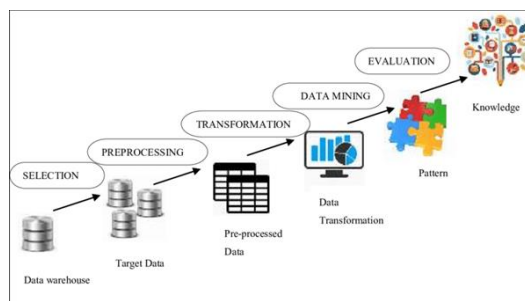 EVALUATION
Knowledge
DATA MINING
Pattern
TRANSFORMATION
Data
Transformation
PREPROCESSING
Pre-processed
Data
SELECTION
Target Data
Data warehouse